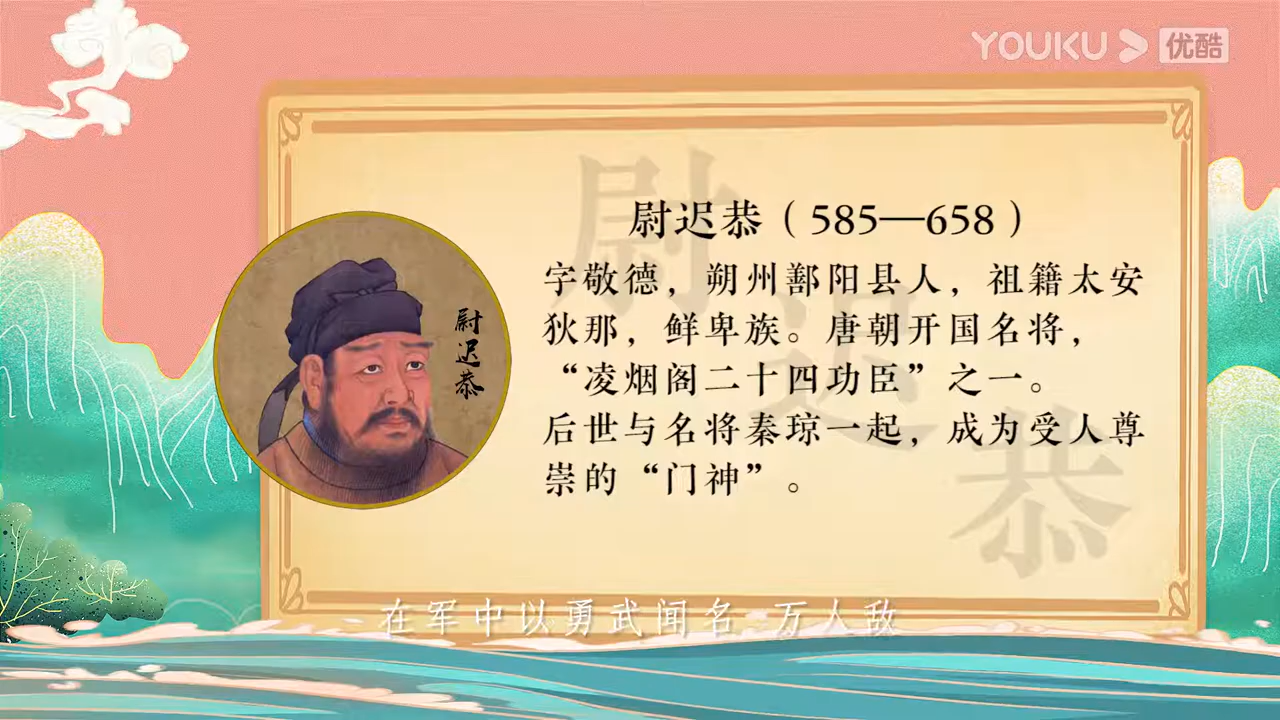 YOUKU 优酷
尉迟恭
尉迟恭（585—658）
字敬德，朔州鄯阳县人，祖籍太安
狄那，鲜卑族。唐朝开国名将，
“凌烟阁二十四功臣”之一。
后世与名将秦琼一起，成为受人尊
崇的“门神”。
尉迟恭
在军中以勇武闻名 万人敌